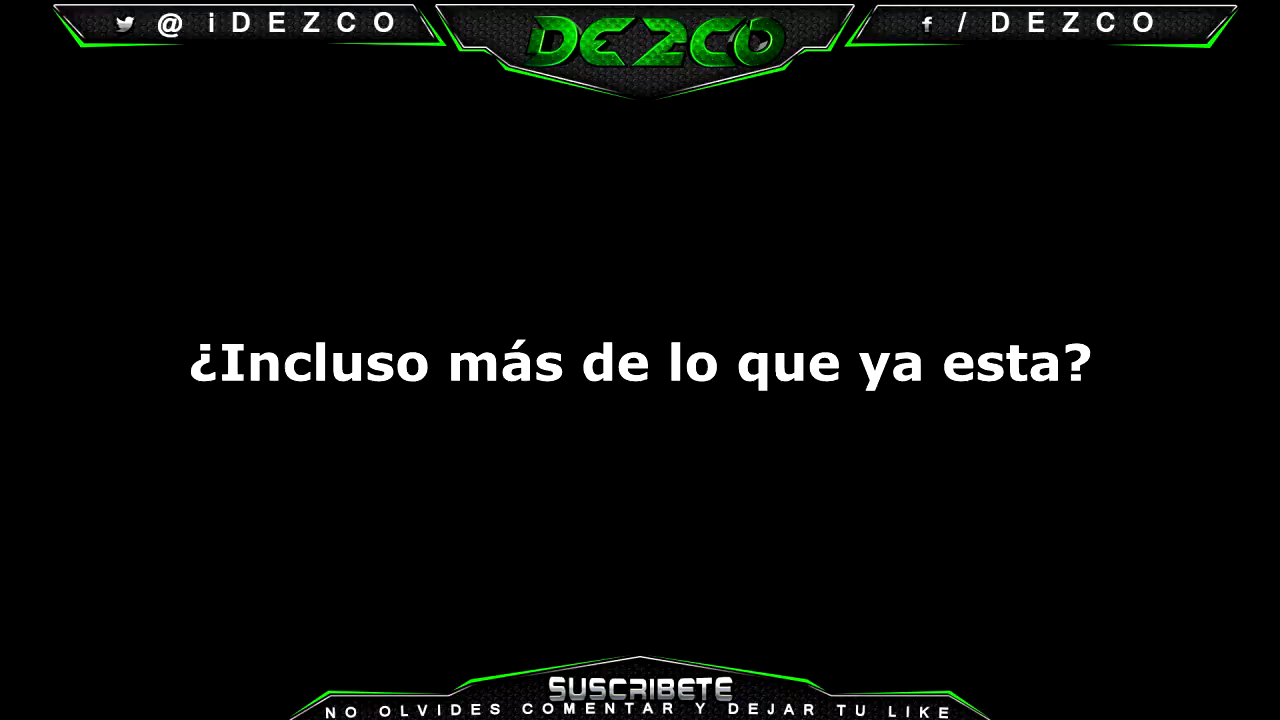 @iDEZCO
DEZCO
f / DEZCO
¿Incluso más de lo que ya esta?
SUSCRIBETE
NO OLVIDES COMENTAR Y DEJAR TU LIKE